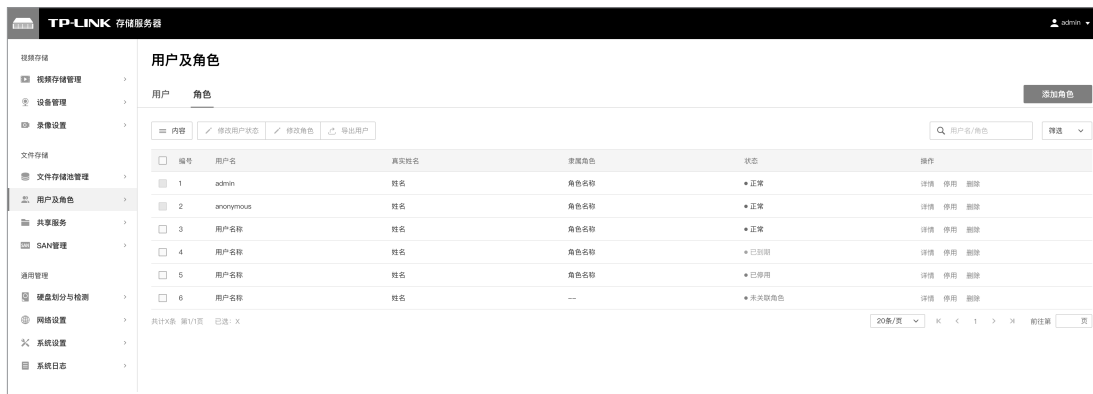 TP-LINK 存储服务器
admin
视频存储
视频存储管理
设备管理
录像设置
文件存储
文件存储池管理
用户及角色
共享服务
SAN管理
通用管理
硬盘划分与检测
网络设置
系统设置
系统日志
用户及角色
用户 角色
添加角色
内容 修改用户状态 修改角色 导出用户
用户名/角色 筛选
编号 用户名 真实姓名 隶属角色 状态 操作
1 admin 姓名 角色名称 正常 详情 停用 删除
2 anonymous 姓名 角色名称 正常 详情 停用 删除
3 用户名称 姓名 角色名称 正常 详情 停用 删除
4 用户名称 姓名 角色名称 已到期 详情 停用 删除
5 用户名称 姓名 角色名称 已停用 详情 停用 删除
6 用户名称 姓名 -- 未关联角色 详情 停用 删除
共计X条 第1/1页 已选: X
20条/页 1 前往第 页